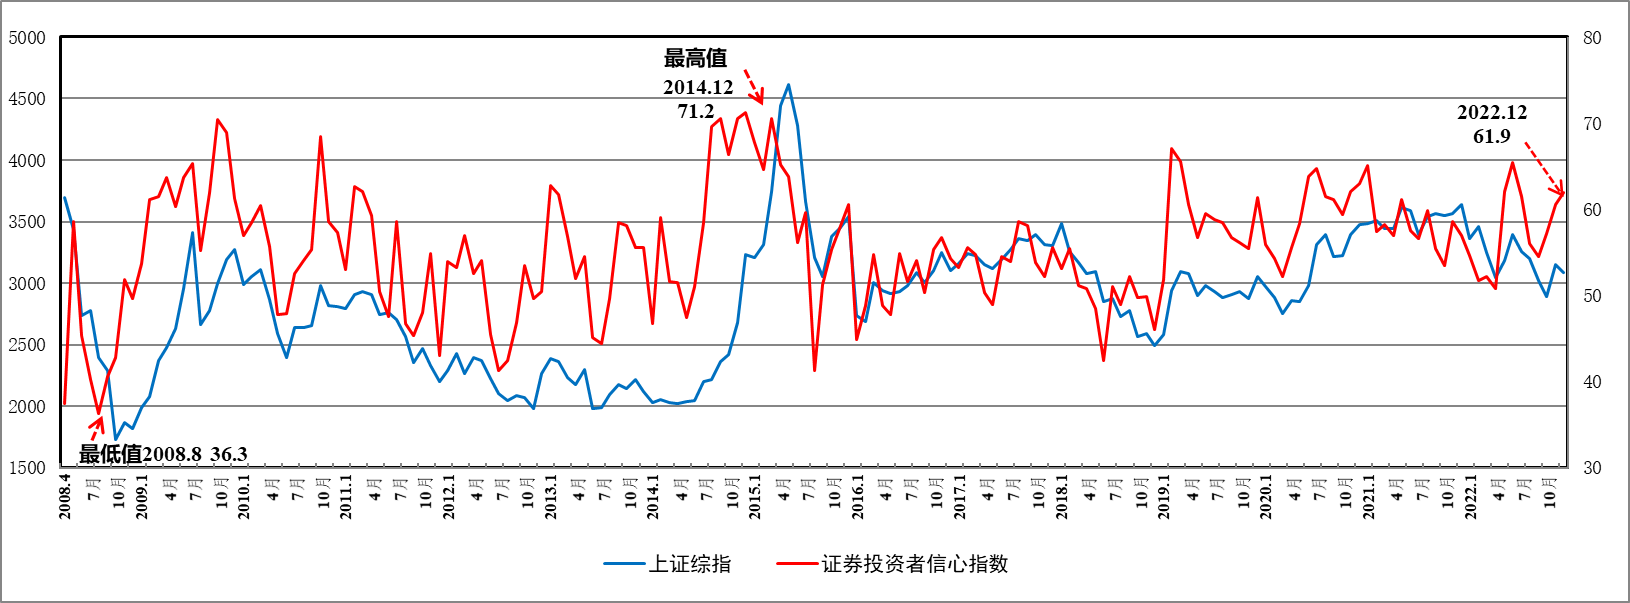 5000
4500
4000
3500
3000
2500
2000
1500
80
70
60
50
40
30
最高值
2014.12
71.2
2022.12
61.9
最低值2008.8 36.3
2008.4
7月
10月
2009.1
4月
7月
10月
2010.1
4月
7月
10月
2011.1
4月
7月
10月
2012.1
4月
7月
10月
2013.1
4月
7月
10月
2014.1
4月
7月
10月
2015.1
4月
7月
10月
2016.1
4月
7月
10月
2017.1
4月
7月
10月
2018.1
4月
7月
10月
2019.1
4月
7月
10月
2020.1
4月
7月
10月
2021.1
4月
7月
10月
2022.1
4月
7月
10月
上证综指
证券投资者信心指数